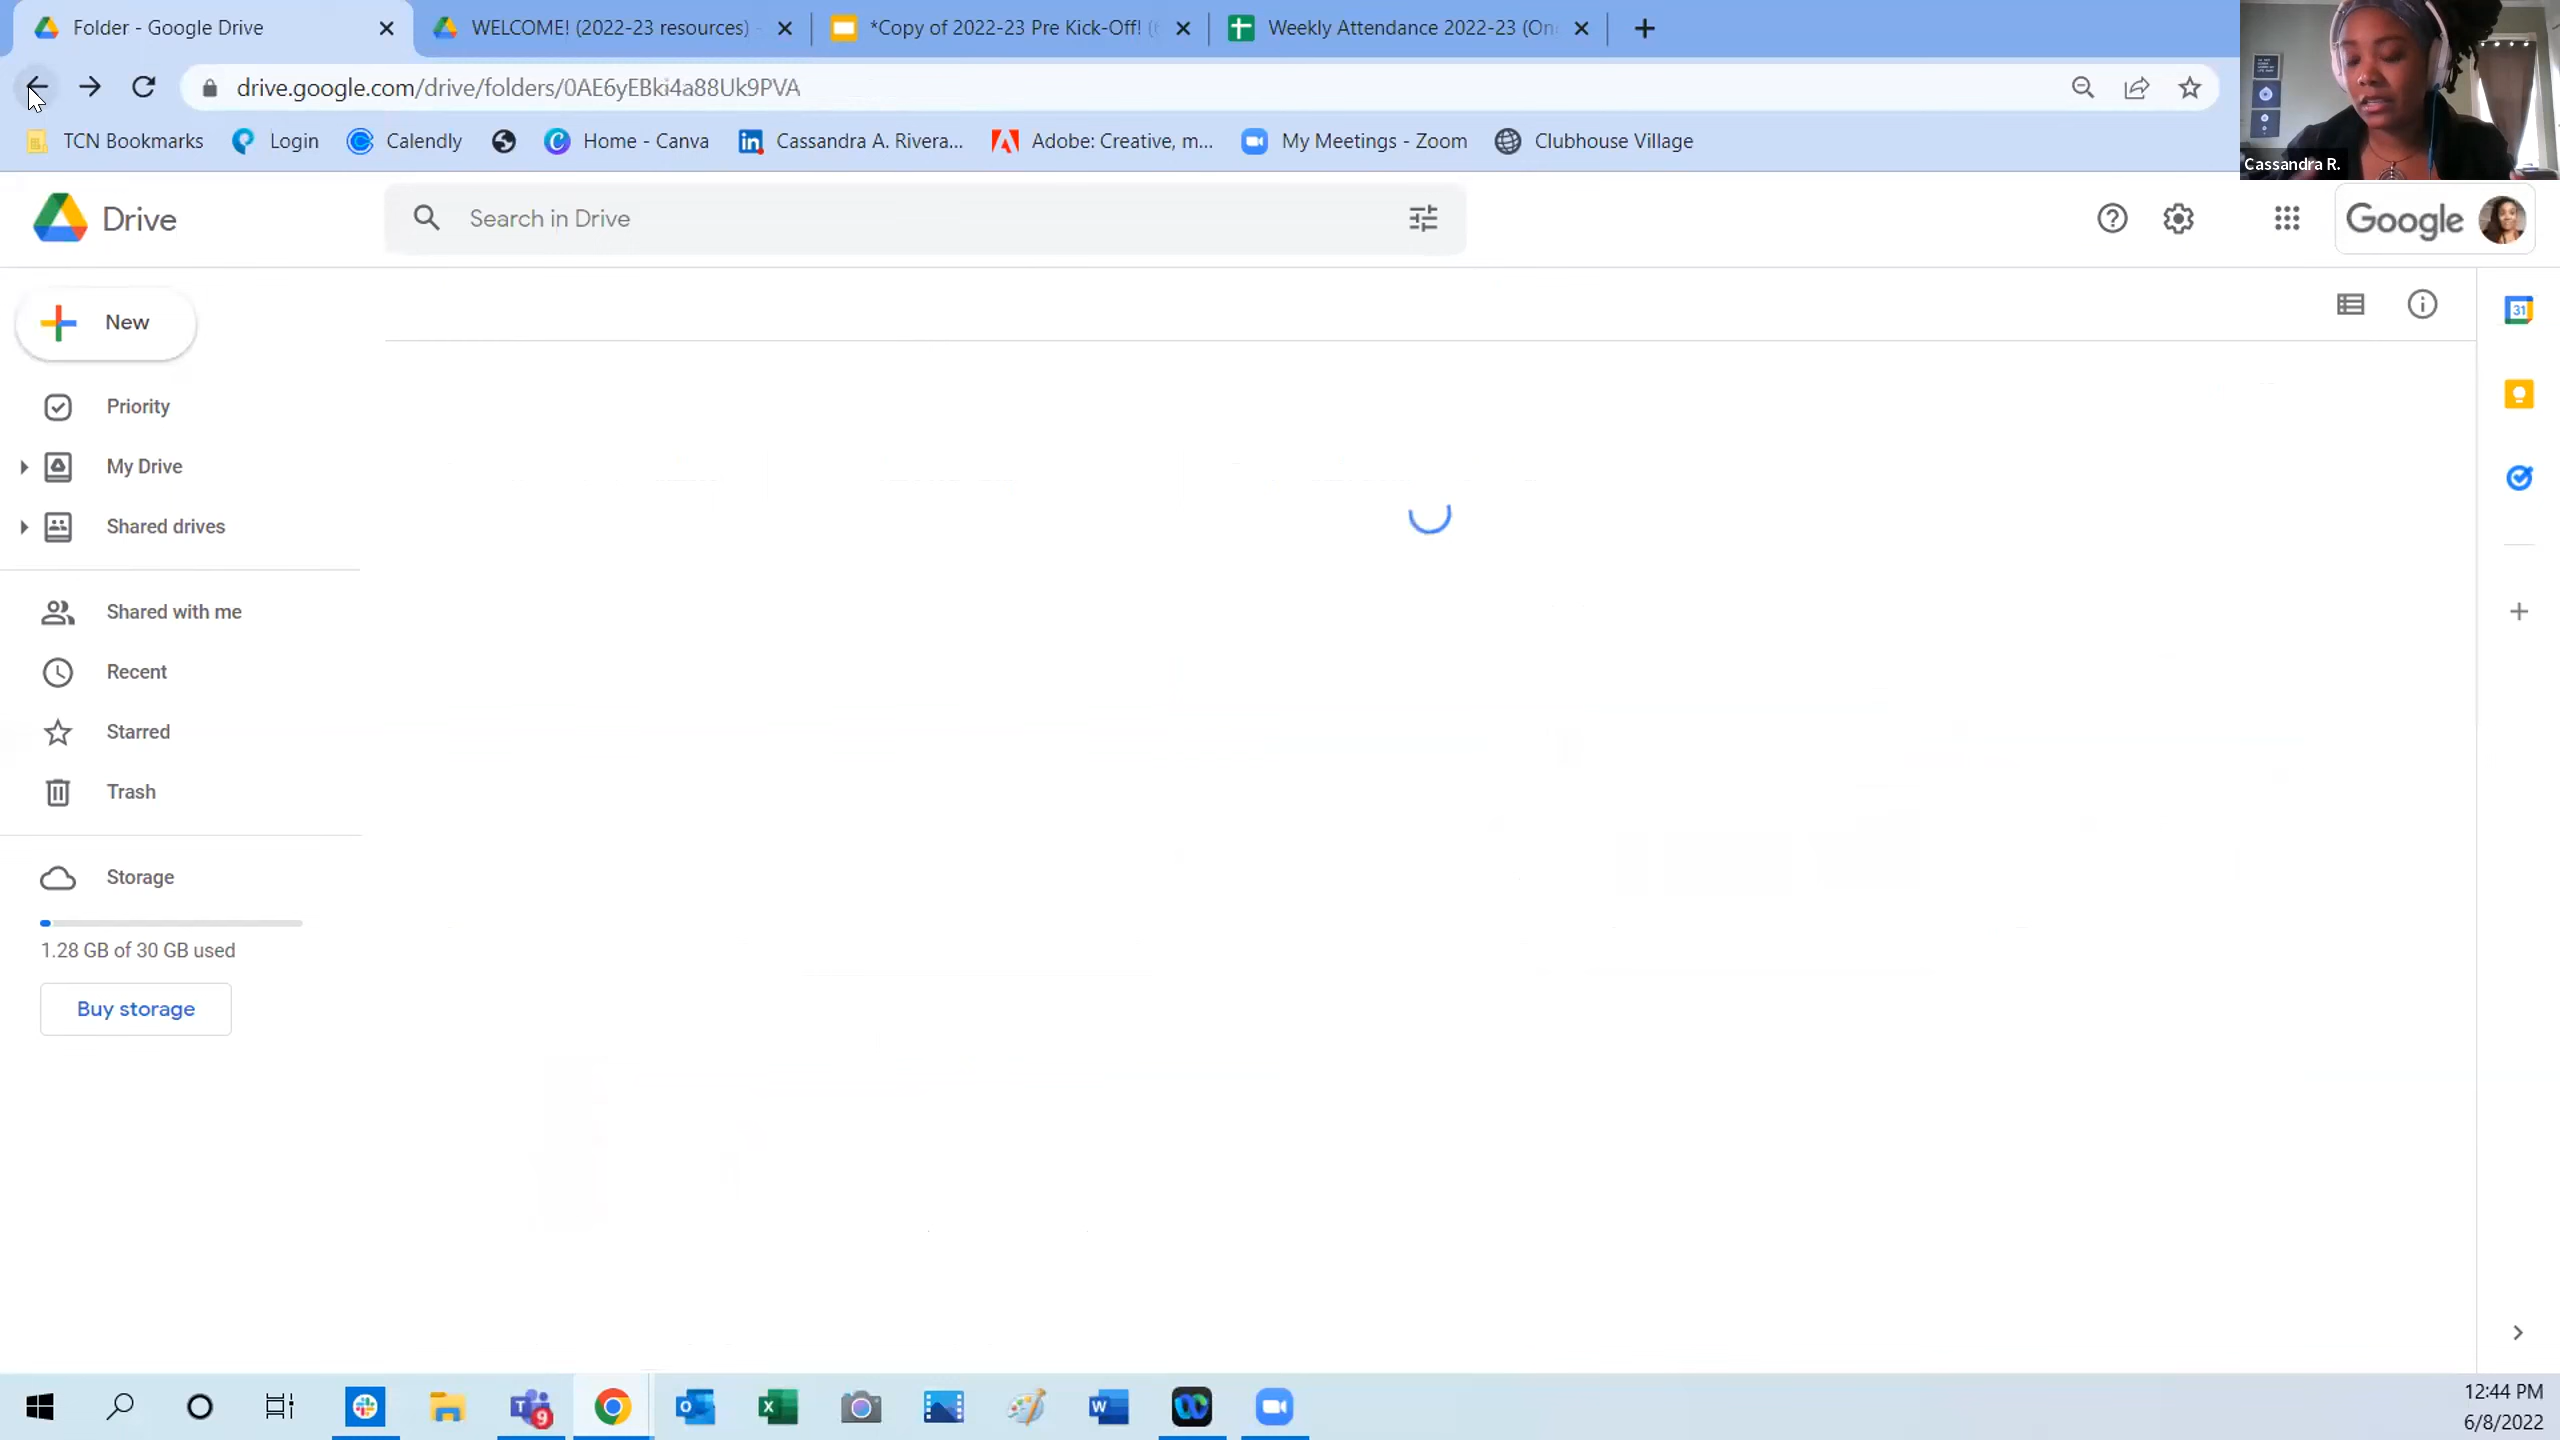 Folder - Google Drive
WELCOME! (2022-23 resources) -
*Copy of 2022-23 Pre Kick-Off! (
Weekly Attendance 2022-23 (On
drive.google.com/drive/folders/0AE6yEBki4a88Uk9PVA
TCN Bookmarks
Login
Calendly
Home - Canva
Cassandra A. Rivera...
Adobe: Creative, m...
My Meetings - Zoom
Clubhouse Village
Cassandra R.
Drive
Search in Drive
Google
New
31
Priority
My Drive
Shared drives
Shared with me
Recent
Starred
Trash
Storage
1.28 GB of 30 GB used
Buy storage
12:44 PM
6/8/2022